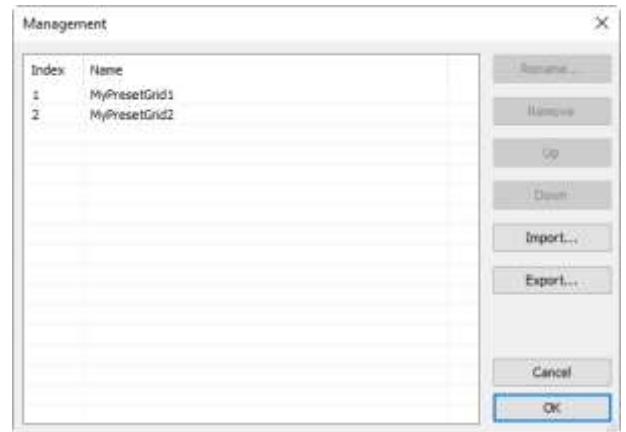 Management
Index Name
1 MyPresetGrid1
2 MyPresetGrid2
Rename...
Remove
Up
Down
Import...
Export...
Cancel
OK